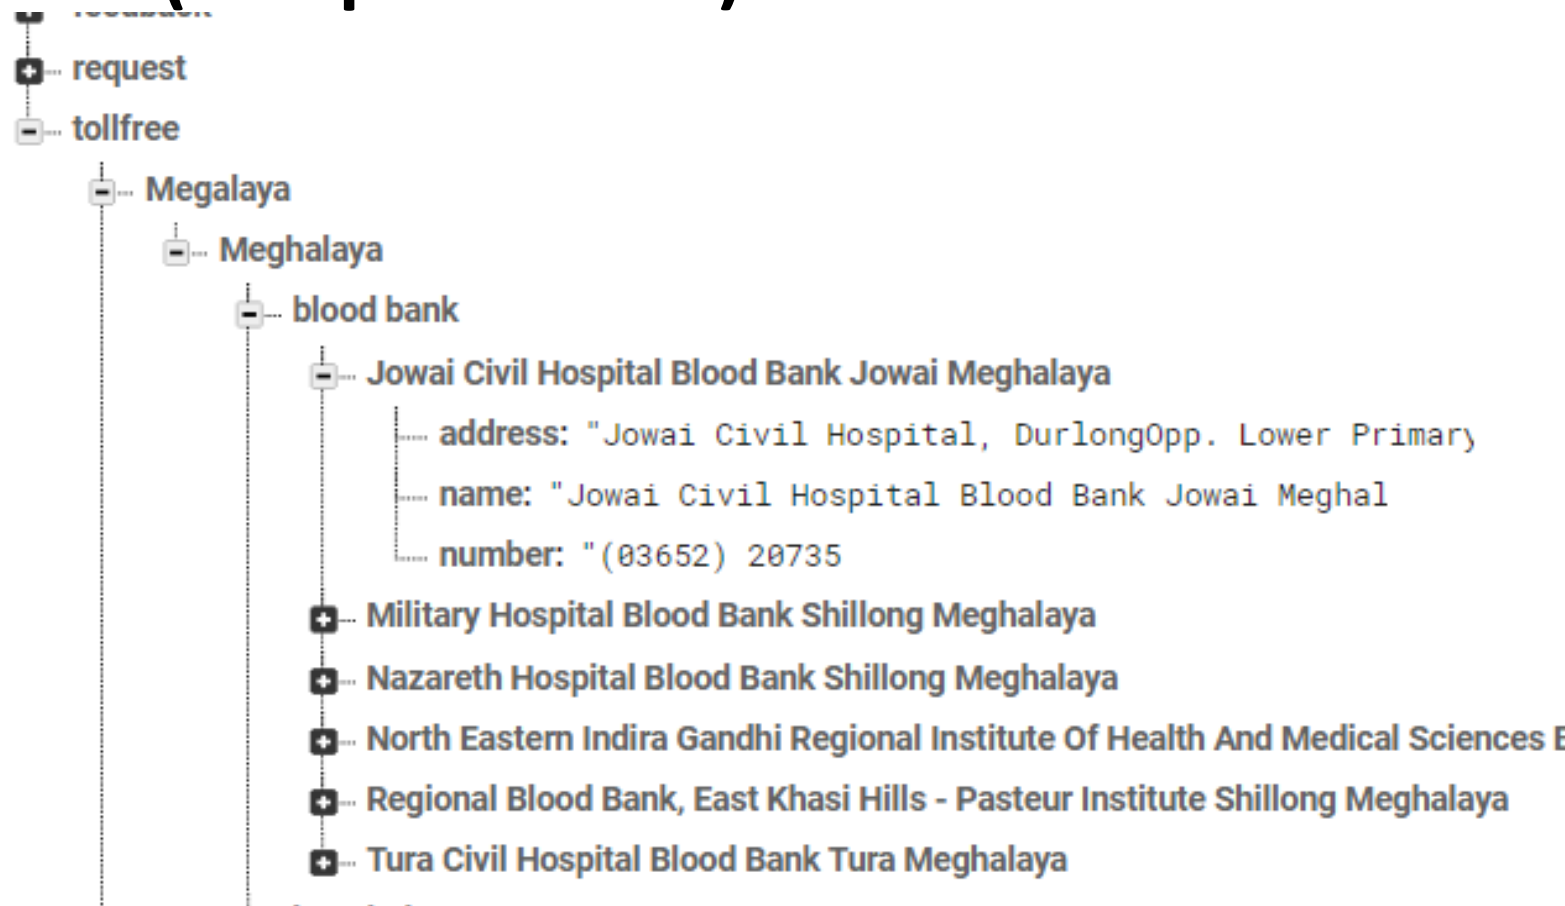 feedback
request
tollfree
Megalaya
Meghalaya
blood bank
Jowai Civil Hospital Blood Bank Jowai Meghalaya
address: "Jowai Civil Hospital, DurlongOpp. Lower Primary
name: "Jowai Civil Hospital Blood Bank Jowai Meghal
number: "(03652) 20735
Military Hospital Blood Bank Shillong Meghalaya
Nazareth Hospital Blood Bank Shillong Meghalaya
North Eastern Indira Gandhi Regional Institute Of Health And Medical Sciences
Regional Blood Bank, East Khasi Hills - Pasteur Institute Shillong Meghalaya
Tura Civil Hospital Blood Bank Tura Meghalaya